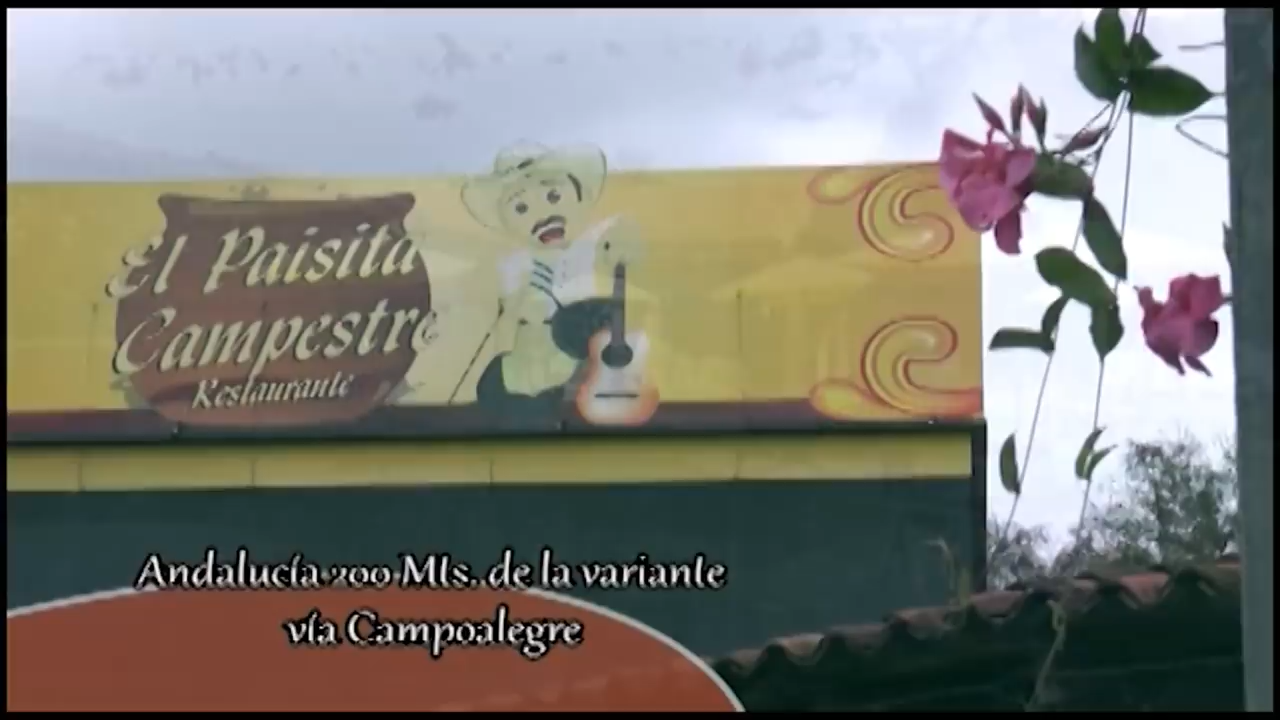 El Paisita
Campestre
Restaurante
Andalucía 200 Mts. de la variante
vía Campoalegre